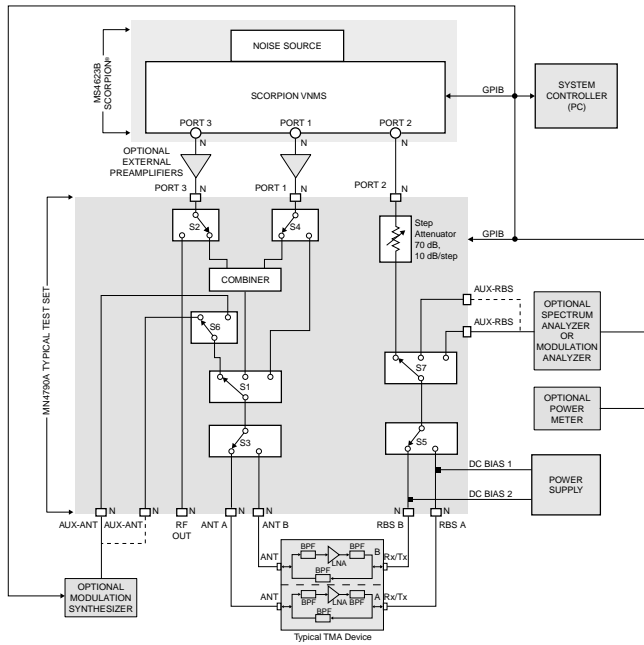 NOISE SOURCE
MS4623B
SCORPION®
SCORPION VNMS
GPIB
SYSTEM
CONTROLLER
(PC)
PORT 3
PORT 1
PORT 2
N
N
N
OPTIONAL
EXTERNAL
PREAMPLIFIERS
PORT 3
N
PORT 1
N
PORT 2
N
MN4790A TYPICAL TEST SET
S2
S4
Step
Attenuator
70 dB,
10 dB/step
GPIB
COMBINER
AUX-RBS
AUX-RBS
OPTIONAL
SPECTRUM
ANALYZER
OR
MODULATION
ANALYZER
S6
S7
S1
OPTIONAL
POWER
METER
S3
S5
DC BIAS 1
DC BIAS 2
POWER
SUPPLY
N
N
N
N
N
N
N
AUX-ANT
AUX-ANT
RF
OUT
ANT A
ANT B
RBS B
RBS A
OPTIONAL
MODULATION
SYNTHESIZER
ANT
BPF
LNA
BPF
B
Rx/Tx
BPF
ANT
BPF
LNA
BPF
A
Rx/Tx
BPF
Typical TMA Device